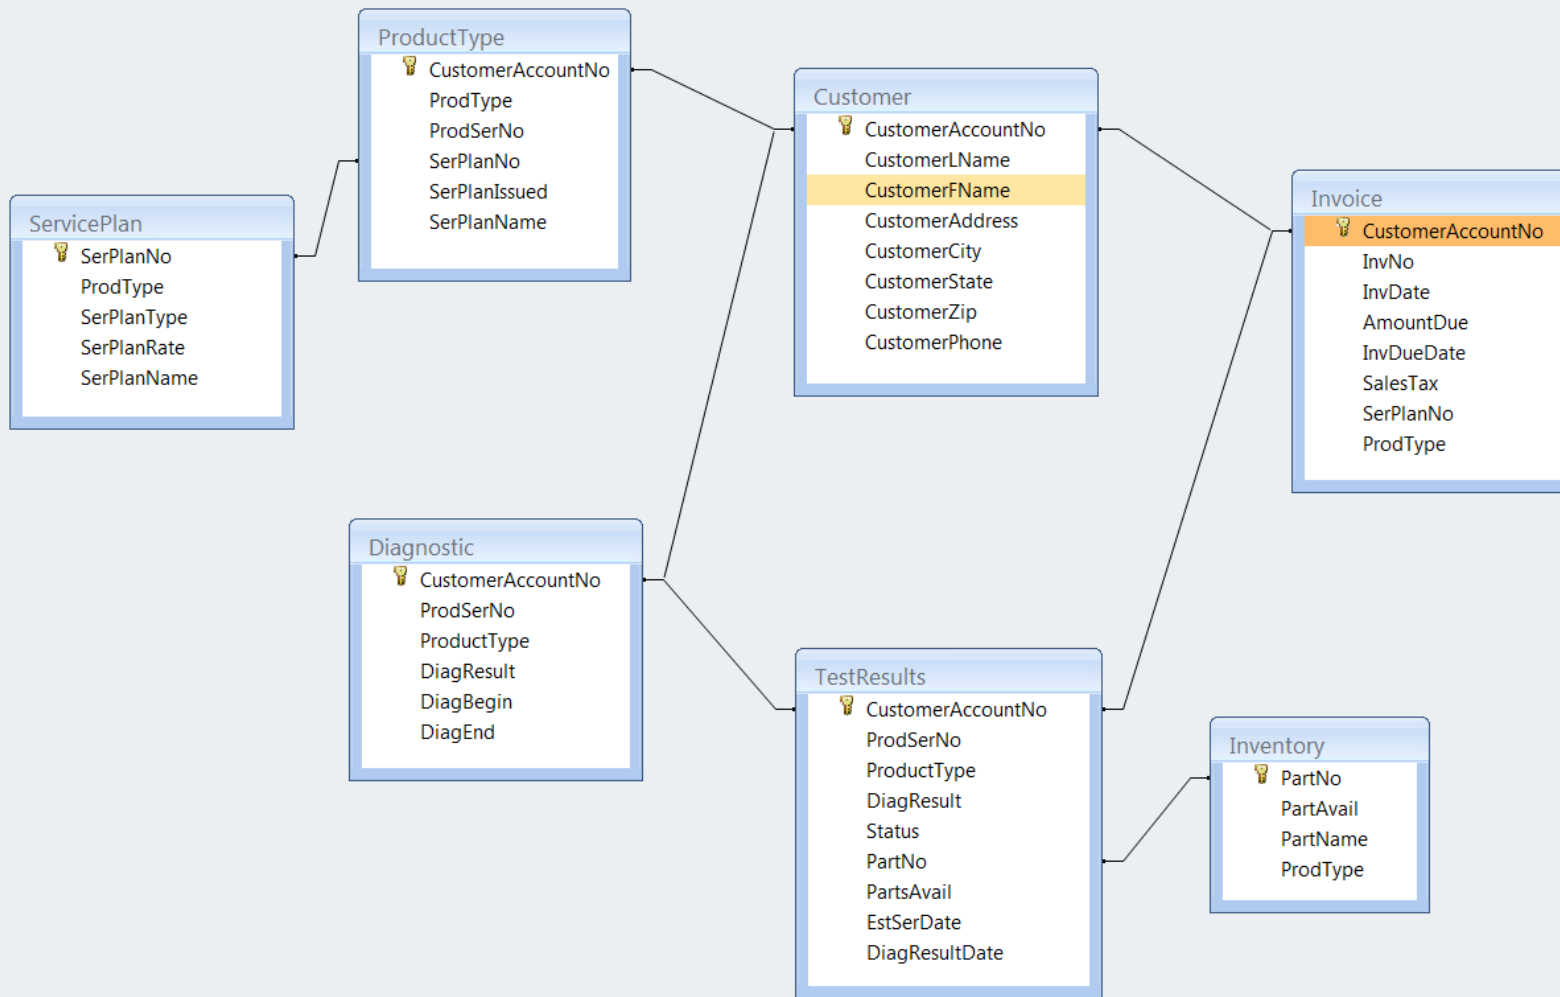 ProductType
CustomerAccountNo
ProdType
ProdSerNo
SerPlanNo
SerPlanIssued
SerPlanName
Customer
CustomerAccountNo
CustomerLName
CustomerFName
CustomerAddress
CustomerCity
CustomerState
CustomerZip
CustomerPhone
Invoice
CustomerAccountNo
InvNo
InvDate
AmountDue
InvDueDate
SalesTax
SerPlanNo
ProdType
ServicePlan
SerPlanNo
ProdType
SerPlanType
SerPlanRate
SerPlanName
Diagnostic
CustomerAccountNo
ProdSerNo
ProductType
DiagResult
DiagBegin
DiagEnd
TestResults
CustomerAccountNo
ProdSerNo
ProductType
DiagResult
Status
PartNo
PartsAvail
EstSerDate
DiagResultDate
Inventory
PartNo
PartAvail
PartName
ProdType